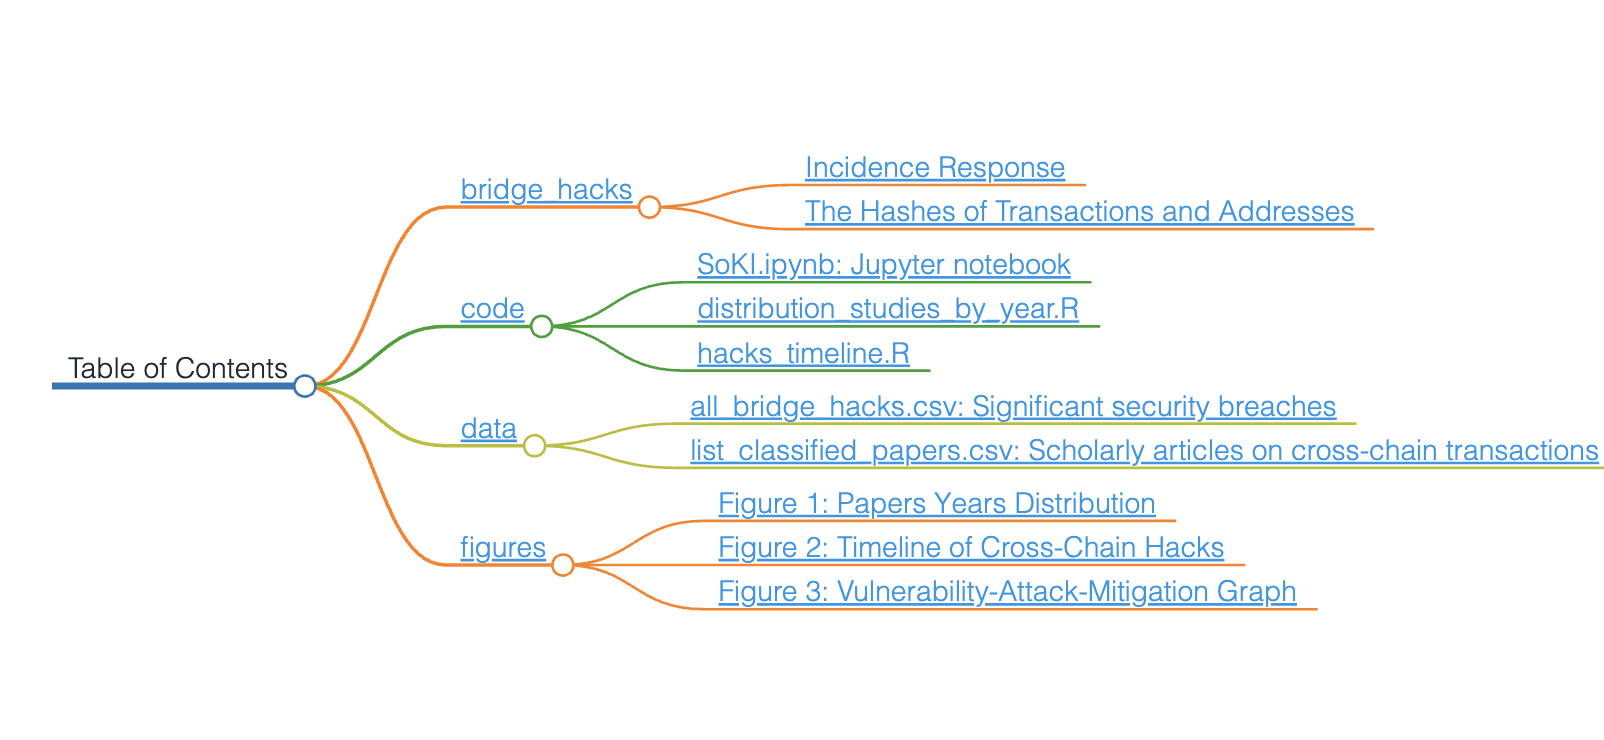 Table of Contents
bridge_hacks
Incidence Response
The Hashes of Transactions and Addresses
code
SoKI.ipynb: Jupyter notebook
distribution_studies_by_year.R
hacks_timeline.R
data
all_bridge_hacks.csv: Significant security breaches
list_classified_papers.csv: Scholarly articles on cross-chain transactions
figures
Figure 1: Papers Years Distribution
Figure 2: Timeline of Cross-Chain Hacks
Figure 3: Vulnerability-Attack-Mitigation Graph